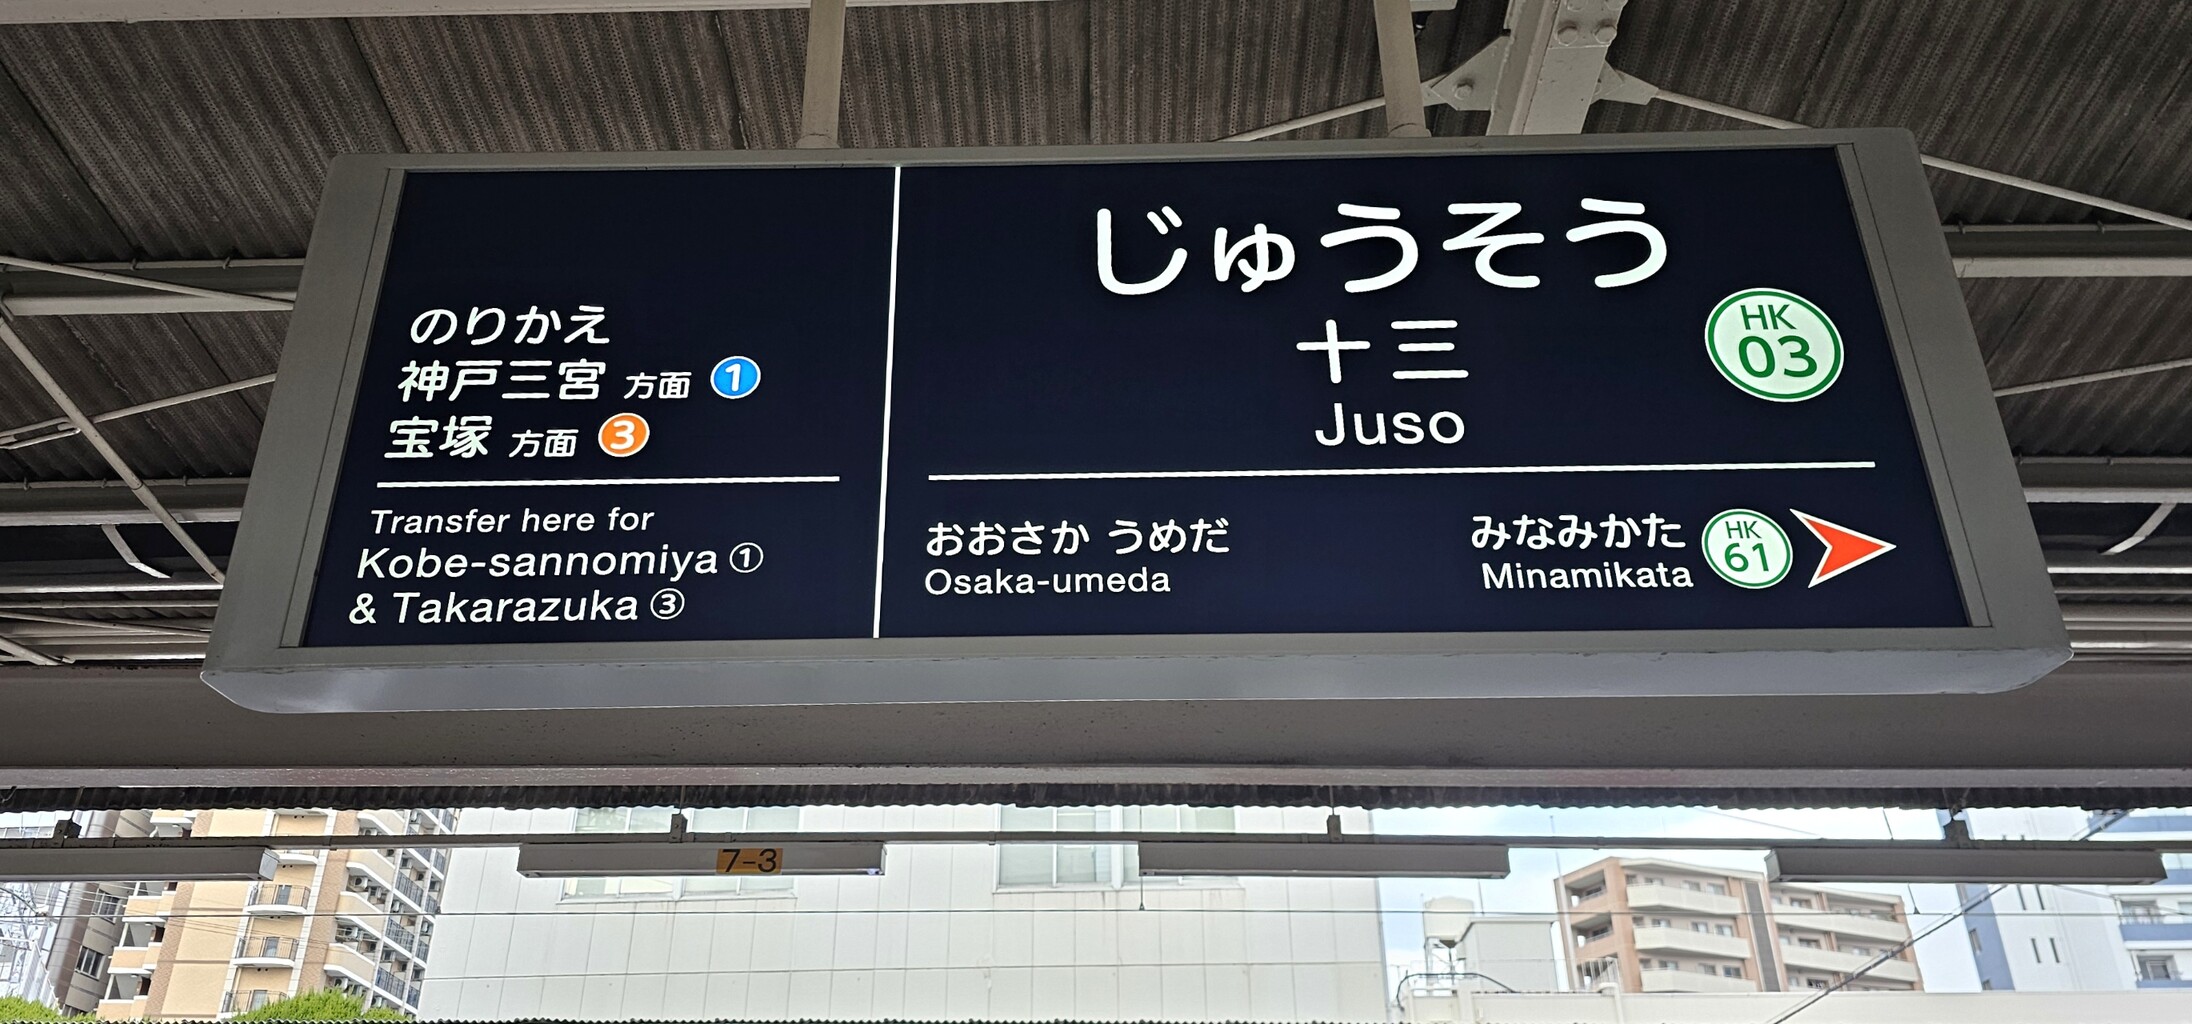 のりかえ
神戸三宮 方面 1
宝塚 方面 3
Transfer here for
Kobe-sannomiya ①
& Takarazuka ③
じゅうそう
十三
Juso
HK
03
おおさか うめだ
Osaka-umeda
みなみかた
Minamikata
HK
61
7-3